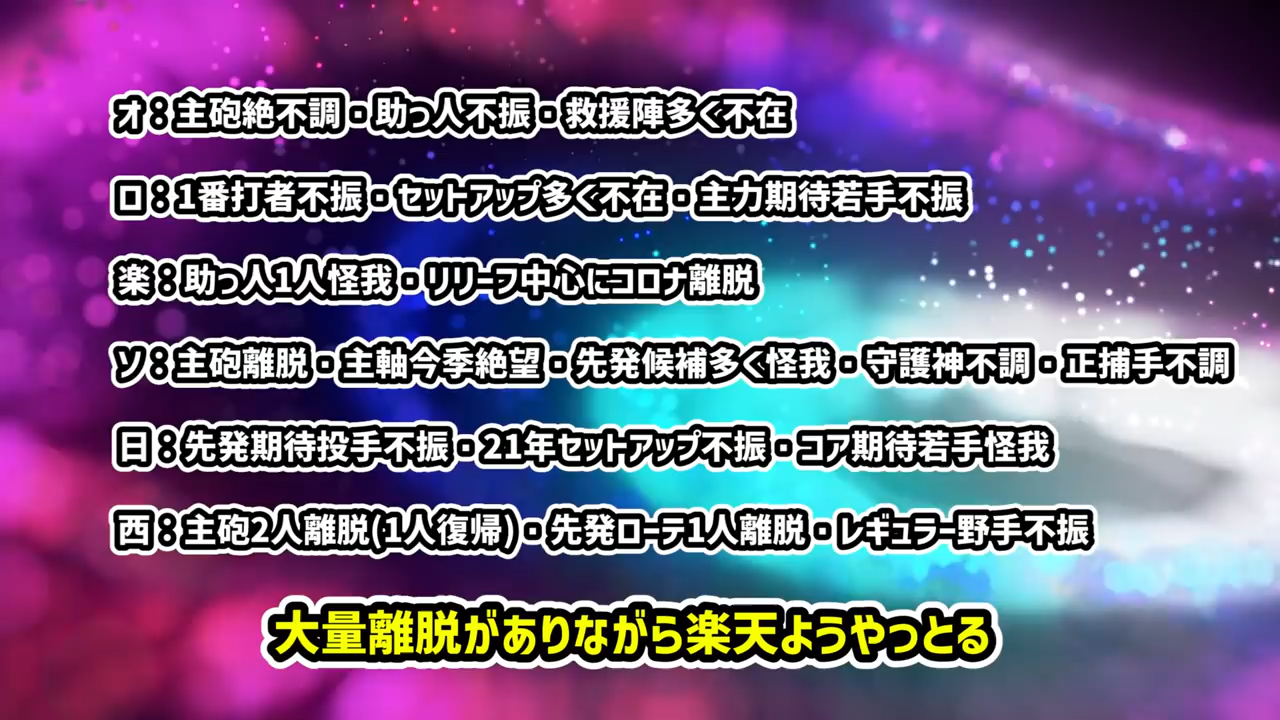 オ：主砲絶不調・助っ人不振・救援陣多く不在
ロ：1番打者不振・セットアップ多く不在・主力期待若手不振
楽：助っ人1人怪我・リリーフ中心にコロナ離脱
ソ：主砲離脱・主軸今季絶望・先発候補多く怪我・守護神不調・正捕手不調
日：先発期待投手不振・21年セットアップ不振・コア期待若手怪我
西：主砲2人離脱(1人復帰)・先発ローテ1人離脱・レギュラー野手不振
大量離脱がありながら楽天ようやっとる